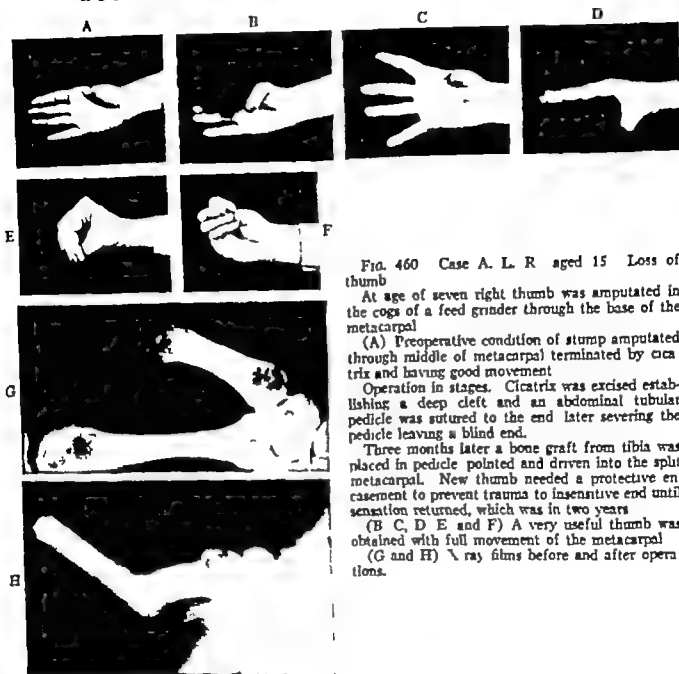 A
B
C
D
E
F
G
H
FIG. 460 Case A. L. R aged 15 Loss of
thumb
At age of seven right thumb was amputated in
the cogs of a feed grinder through the base of the
metacarpal
(A) Preoperative condition of stump amputated
through middle of metacarpal terminated by cica
trix and having good movement
Operation in stages. Cicatrix was excised estab-
lishing a deep cleft and an abdominal tubular
pedicle was sutured to the end later severing the
pedicle leaving a blind end.
Three months later a bone graft from tibia was
placed in pedicle pointed and driven into the split
metacarpal. New thumb needed a protective en
casement to prevent trauma to insensitive end until
sensation returned, which was in two years
(B C, D E and F) A very useful thumb was
obtained with full movement of the metacarpal
(G and H) X ray films before and after opera
tions.